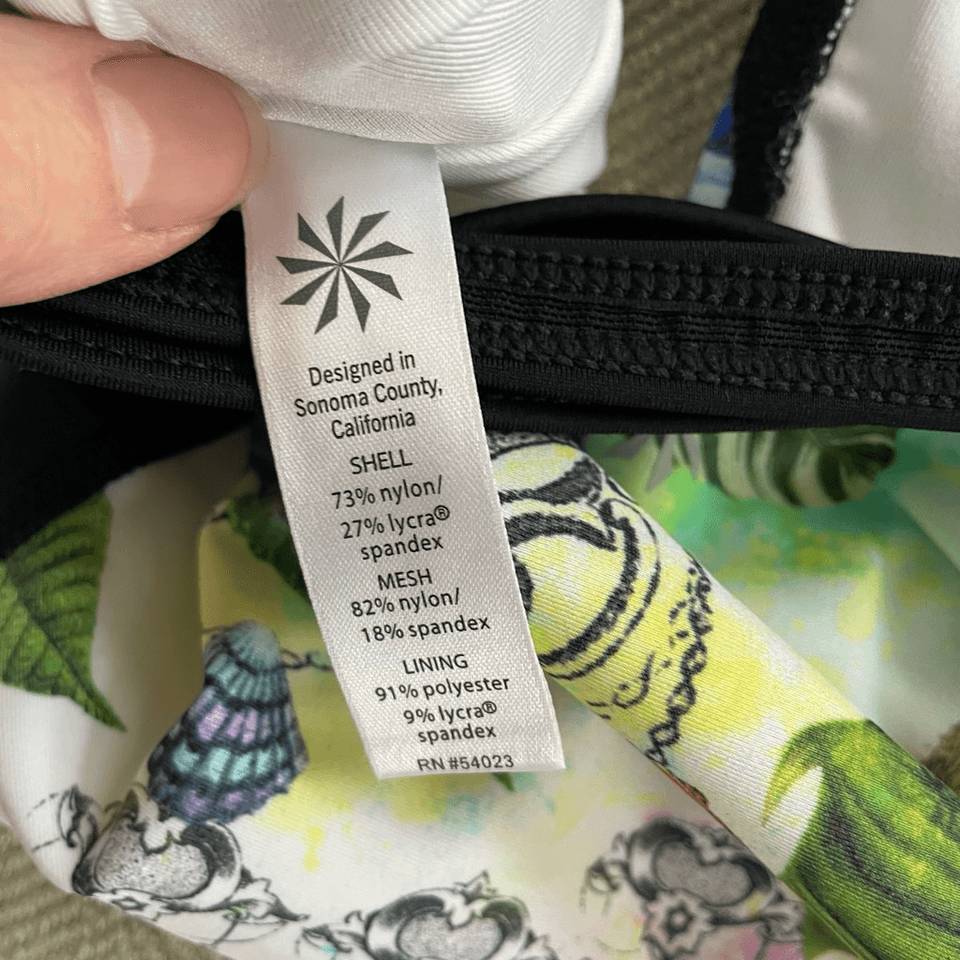 Designed in
Sonoma County,
California
SHELL
73% nylon/
27% lycra®
spandex
MESH
82% nylon/
18% spandex
LINING
91% polyester
9% lycra®
spandex
RN #54023